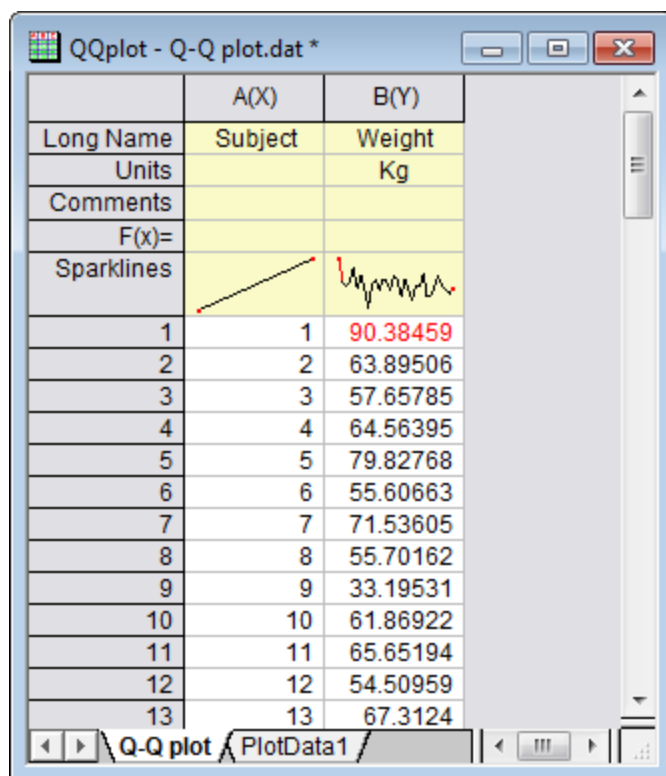 QQplot - Q-Q plot.dat *
A(X) B(Y)
Long Name Subject Weight
Units Kg
Comments
F(x)=
Sparklines
1 1 90.38459
2 2 63.89506
3 3 57.65785
4 4 64.56395
5 5 79.82768
6 6 55.60663
7 7 71.53605
8 8 55.70162
9 9 33.19531
10 10 61.86922
11 11 65.65194
12 12 54.50959
13 13 67.3124
Q-Q plot PlotData1